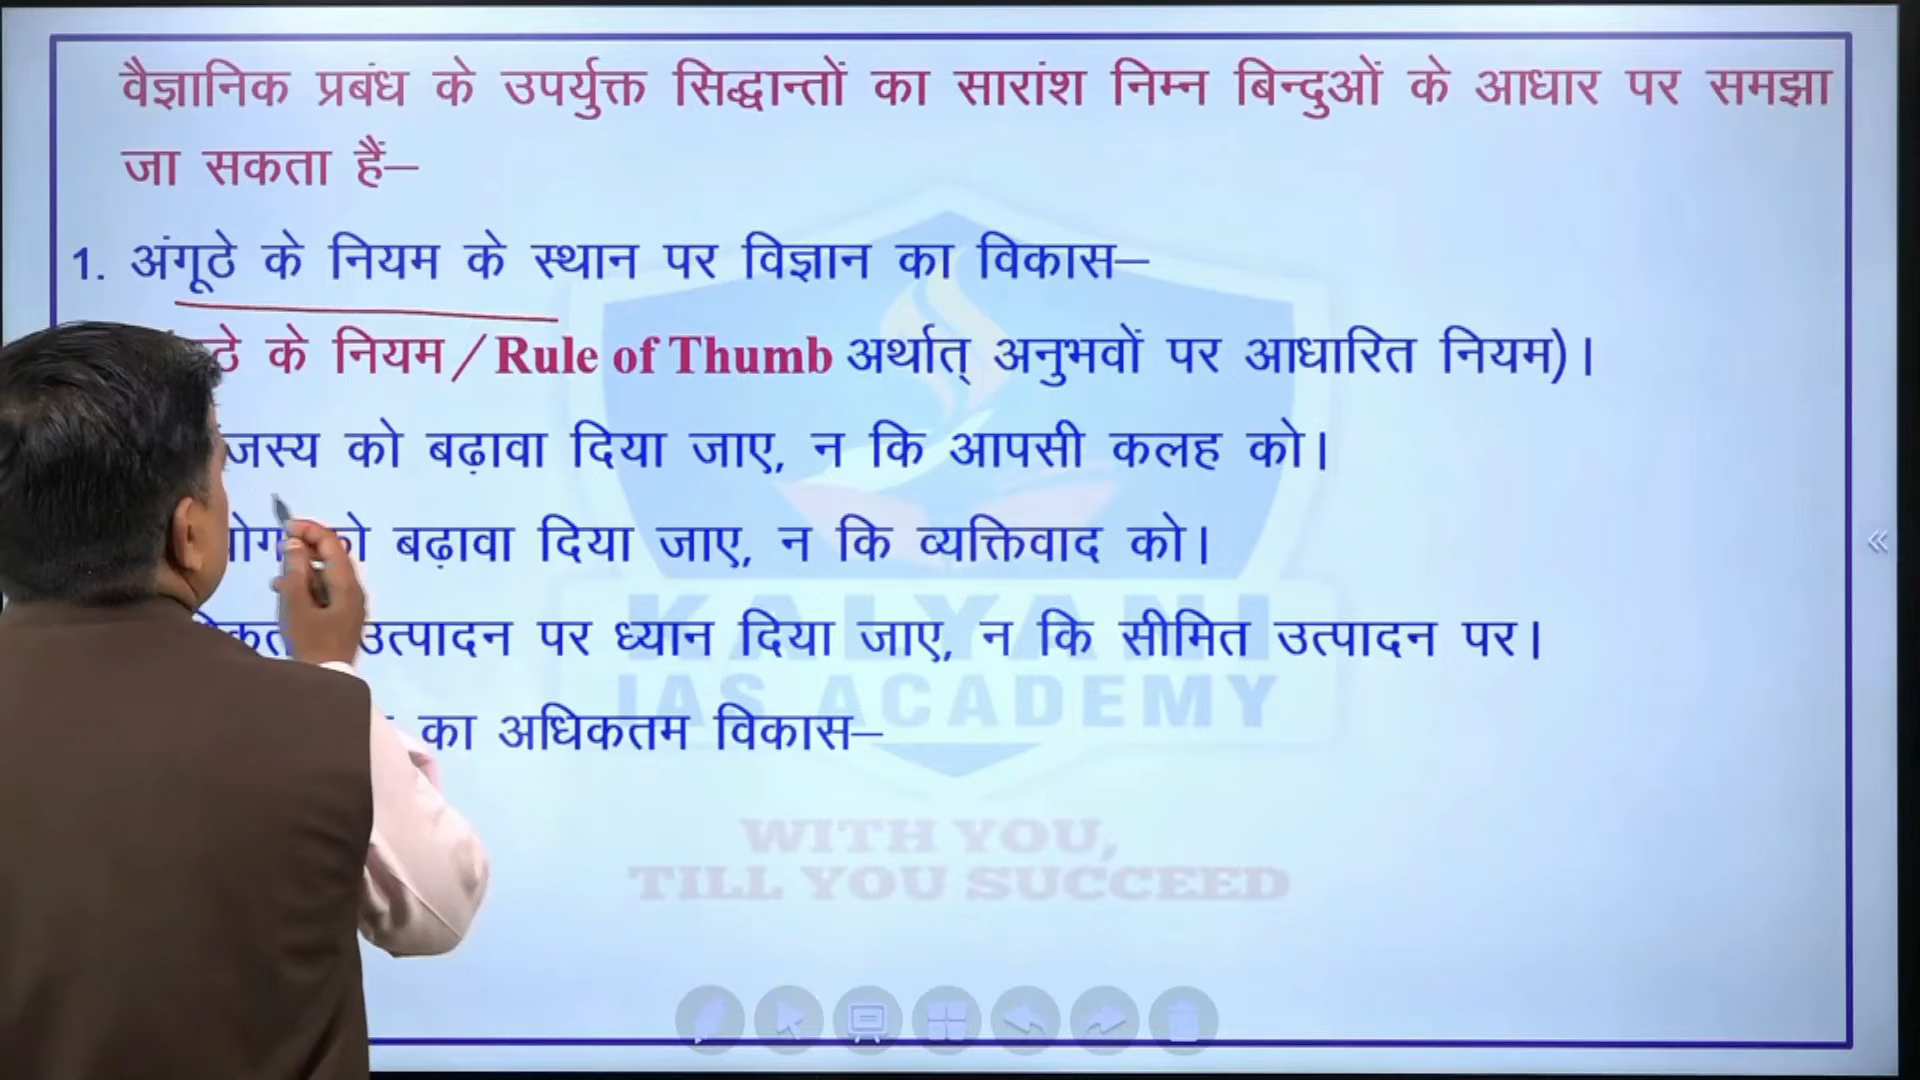 वैज्ञानिक प्रबंध के उपर्युक्त सिद्धान्तों का सारांश निम्न बिन्दुओं के आधार पर समझा
जा सकता हैं–
1. अंगूठे के नियम के स्थान पर विज्ञान का विकास–
के नियम/Rule of Thumb अर्थात् अनुभवों पर आधारित नियम)।
को बढ़ावा दिया जाए, न कि आपसी कलह को।
को बढ़ावा दिया जाए, न कि व्यक्तिवाद को।
उत्पादन पर ध्यान दिया जाए, न कि सीमित उत्पादन पर।
का अधिकतम विकास–
KALYANI
IAS ACADEMY
WITH YOU,
TILL YOU SUCCEED